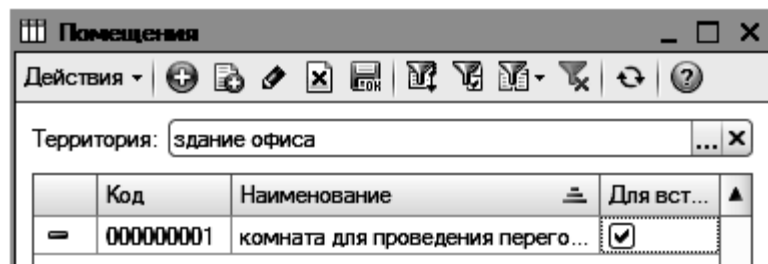 Помещения
Действия
Территория: здание офиса ...
Код Наименование Для вст...
000000001 комната для проведения перего...